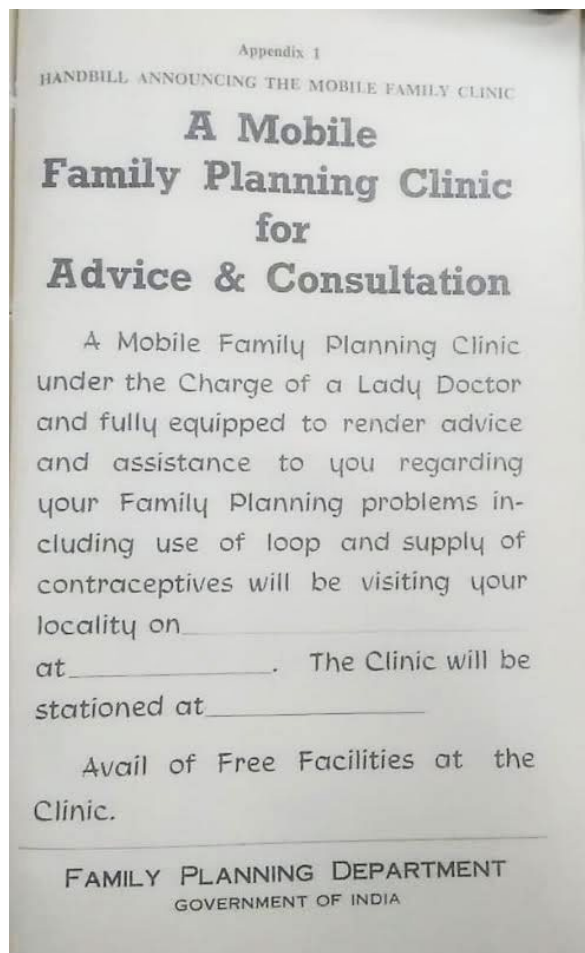 Appendix 1
HANDBILL ANNOUNCING THE MOBILE FAMILY CLINIC
A Mobile
Family Planning Clinic
for
Advice & Consultation
A Mobile Family Planning Clinic
under the Charge of a Lady Doctor
and fully equipped to render advice
and assistance to you regarding
your Family Planning problems in-
cluding use of loop and supply of
contraceptives will be visiting your
locality on
at . The Clinic will be
stationed at
Avail of Free Facilities at the
Clinic.
FAMILY PLANNING DEPARTMENT
GOVERNMENT OF INDIA